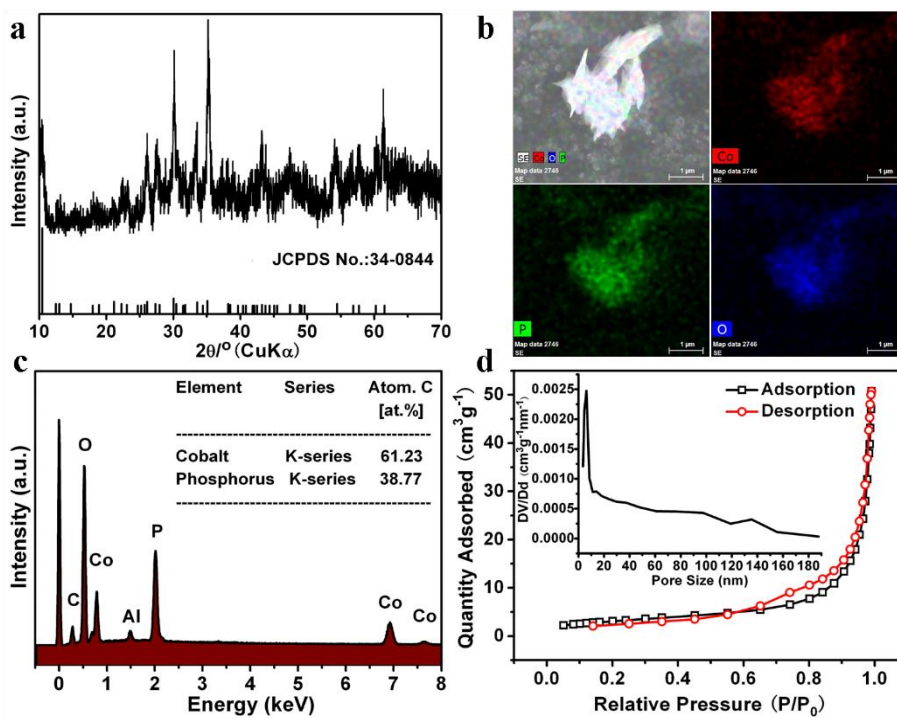 a
Intensity (a.u.)
JCPDS No.:34-0844
10 20 30 40 50 60 70
2θ/° (CuKα)
b
SE Co O P
Map data 2746
SE
1 µm
Co
Map data 2746
SE
1 µm
P
Map data 2746
SE
1 µm
O
Map data 2746
SE
1 µm
c
Intensity (a.u.)
Element Series Atom. C
[at.%]
Cobalt K-series 61.23
Phosphorus K-series 38.77
C
O
Co
Al
P
Co
Co
0 1 2 3 4 5 6 7 8
Energy (keV)
d
Quantity Adsorbed (cm³g⁻¹)
50
40
30
20
10
0
Adsorption
Desorption
DV/Dd (cm³g⁻¹nm⁻¹)
0.0025
0.0020
0.0015
0.0010
0.0005
0.0000
0 20 40 60 80 100 120 140 160 180
Pore Size (nm)
0.0 0.2 0.4 0.6 0.8 1.0
Relative Pressure (P/P₀)